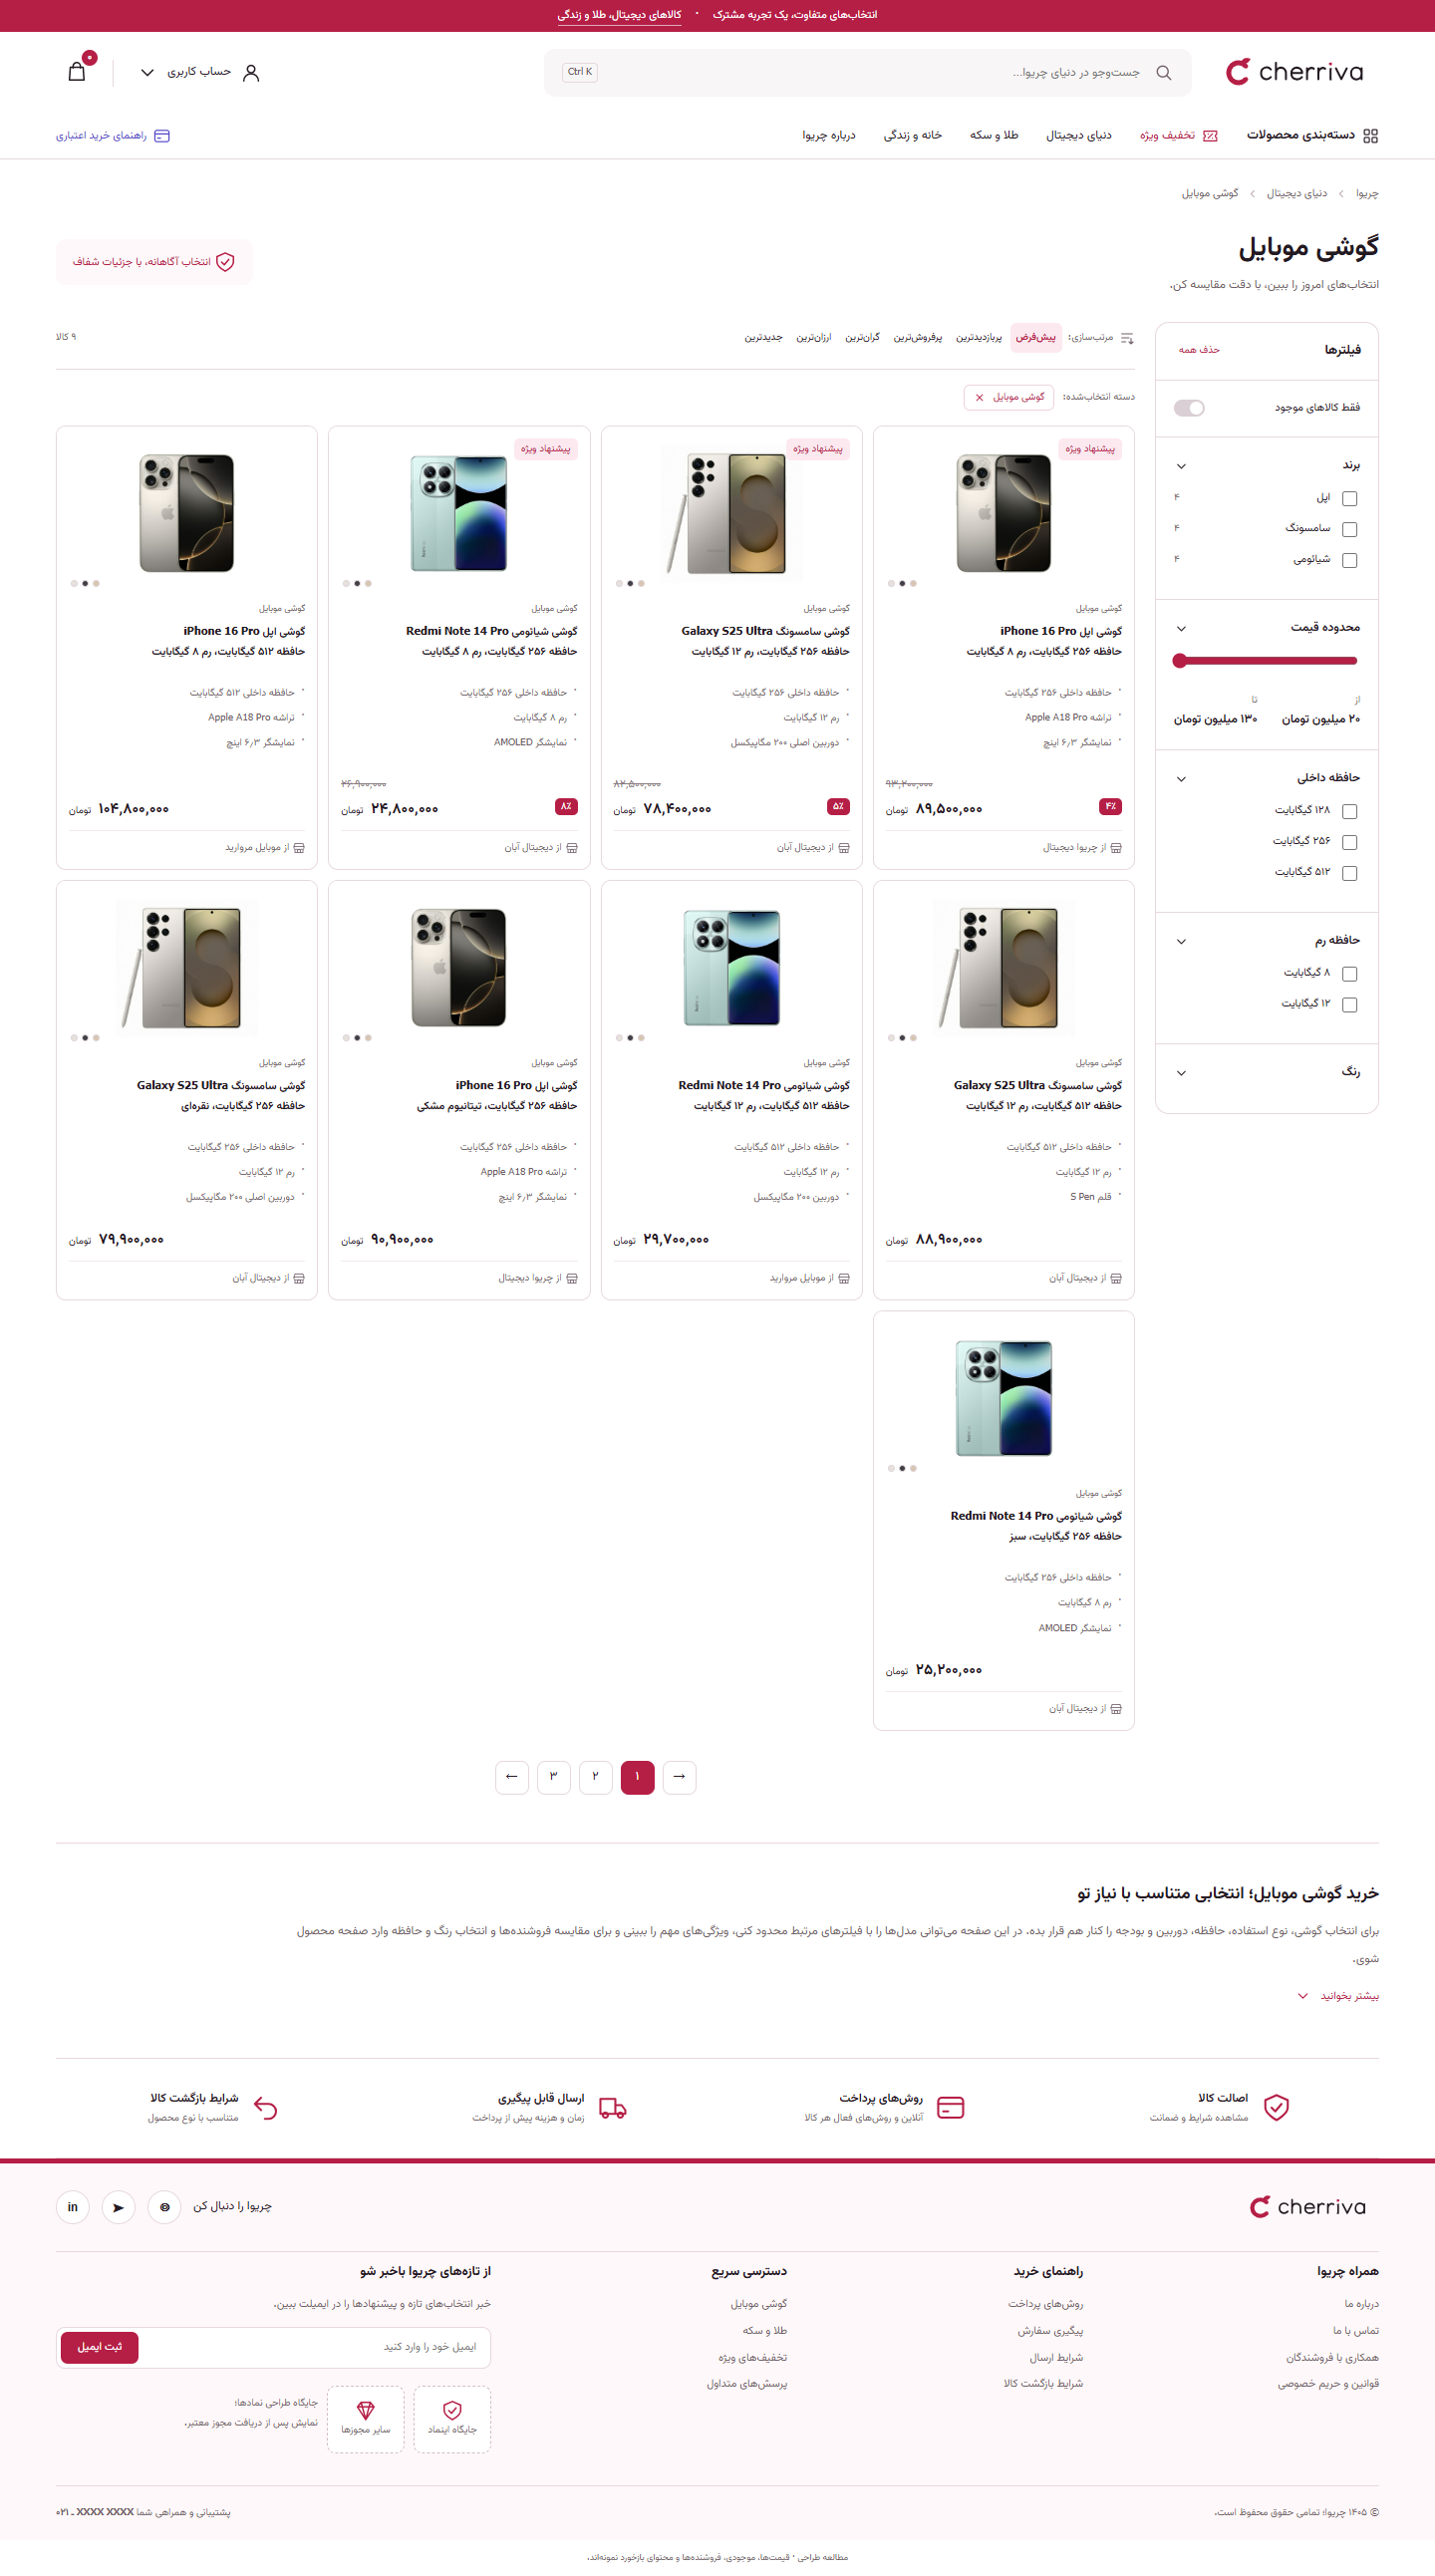 انتخاب‌های متفاوت، یک تجربه مشترک • کالاهای دیجیتال، طلا و زندگی
cherriva
جست‌وجو در دنیای چریوا... Ctrl K
حساب کاربری
۰
دسته‌بندی محصولات تخفیف ویژه دنیای دیجیتال طلا و سکه خانه و زندگی درباره چریوا
راهنمای خرید اعتباری
چریوا › دنیای دیجیتال › گوشی موبایل
گوشی موبایل
انتخاب‌های امروز را ببین، با دقت مقایسه کن.
انتخاب آگاهانه، با جزئیات شفاف
فیلترها حذف همه
فقط کالاهای موجود
برند
اپل ۴
سامسونگ ۴
شیائومی ۴
محدوده قیمت
از تا
۲۰ میلیون تومان ۱۳۰ میلیون تومان
حافظه داخلی
۱۲۸ گیگابایت
۲۵۶ گیگابایت
۵۱۲ گیگابایت
حافظه رم
۸ گیگابایت
۱۲ گیگابایت
رنگ
مرتب‌سازی: پیش‌فرض پربازدیدترین پرفروش‌ترین گران‌ترین ارزان‌ترین جدیدترین
۹ کالا
دسته انتخاب‌شده: گوشی موبایل ×
پیشنهاد ویژه
گوشی موبایل
گوشی اپل iPhone 16 Pro
حافظه ۲۵۶ گیگابایت، رم ۸ گیگابایت
• حافظه داخلی ۲۵۶ گیگابایت
• تراشه Apple A18 Pro
• نمایشگر ۶٫۳ اینچ
۹۳,۲۰۰,۰۰۰
۴٪ ۸۹,۵۰۰,۰۰۰ تومان
از چریوا دیجیتال
پیشنهاد ویژه
گوشی موبایل
گوشی سامسونگ Galaxy S25 Ultra
حافظه ۲۵۶ گیگابایت، رم ۱۲ گیگابایت
• حافظه داخلی ۲۵۶ گیگابایت
• رم ۱۲ گیگابایت
• دوربین اصلی ۲۰۰ مگاپیکسل
۸۲,۵۰۰,۰۰۰
۵٪ ۷۸,۴۰۰,۰۰۰ تومان
از دیجیتال آبان
پیشنهاد ویژه
گوشی موبایل
گوشی شیائومی Redmi Note 14 Pro
حافظه ۲۵۶ گیگابایت، رم ۸ گیگابایت
• حافظه داخلی ۲۵۶ گیگابایت
• رم ۸ گیگابایت
• نمایشگر AMOLED
۲۶,۹۰۰,۰۰۰
۸٪ ۲۴,۸۰۰,۰۰۰ تومان
از دیجیتال آبان
گوشی موبایل
گوشی اپل iPhone 16 Pro
حافظه ۵۱۲ گیگابایت، رم ۸ گیگابایت
• حافظه داخلی ۵۱۲ گیگابایت
• تراشه Apple A18 Pro
• نمایشگر ۶٫۳ اینچ
۱۰۴,۸۰۰,۰۰۰ تومان
از موبایل مروارید
گوشی موبایل
گوشی سامسونگ Galaxy S25 Ultra
حافظه ۵۱۲ گیگابایت، رم ۱۲ گیگابایت
• حافظه داخلی ۵۱۲ گیگابایت
• رم ۱۲ گیگابایت
• قلم S Pen
۸۸,۹۰۰,۰۰۰ تومان
از دیجیتال آبان
گوشی موبایل
گوشی شیائومی Redmi Note 14 Pro
حافظه ۵۱۲ گیگابایت، رم ۱۲ گیگابایت
• حافظه داخلی ۵۱۲ گیگابایت
• رم ۱۲ گیگابایت
• دوربین ۲۰۰ مگاپیکسل
۲۹,۷۰۰,۰۰۰ تومان
از موبایل مروارید
گوشی موبایل
گوشی اپل iPhone 16 Pro
حافظه ۲۵۶ گیگابایت، تیتانیوم مشکی
• حافظه داخلی ۲۵۶ گیگابایت
• تراشه Apple A18 Pro
• نمایشگر ۶٫۳ اینچ
۹۰,۹۰۰,۰۰۰ تومان
از چریوا دیجیتال
گوشی موبایل
گوشی سامسونگ Galaxy S25 Ultra
حافظه ۲۵۶ گیگابایت، نقره‌ای
• حافظه داخلی ۲۵۶ گیگابایت
• رم ۱۲ گیگابایت
• دوربین اصلی ۲۰۰ مگاپیکسل
۷۹,۹۰۰,۰۰۰ تومان
از دیجیتال آبان
گوشی موبایل
گوشی شیائومی Redmi Note 14 Pro
حافظه ۲۵۶ گیگابایت، سبز
• حافظه داخلی ۲۵۶ گیگابایت
• رم ۸ گیگابایت
• نمایشگر AMOLED
۲۵,۲۰۰,۰۰۰ تومان
از دیجیتال آبان
→ ۱ ۲ ۳ ←
خرید گوشی موبایل؛ انتخابی متناسب با نیاز تو
برای انتخاب گوشی، نوع استفاده، حافظه، دوربین و بودجه را کنار هم قرار بده. در این صفحه می‌توانی مدل‌ها را با فیلترهای مرتبط محدود کنی، ویژگی‌های مهم را ببینی و برای مقایسه فروشنده‌ها و انتخاب رنگ و حافظه وارد صفحه محصول
شوی.
بیشتر بخوانید
اصالت کالا
مشاهده شرایط و ضمانت
روش‌های پرداخت
آنلاین و روش‌های فعال هر کالا
ارسال قابل پیگیری
زمان و هزینه پیش از پرداخت
شرایط بازگشت کالا
متناسب با نوع محصول
cherriva
چریوا را دنبال کن
in
همراه چریوا
درباره ما
تماس با ما
همکاری با فروشندگان
قوانین و حریم خصوصی
راهنمای خرید
روش‌های پرداخت
پیگیری سفارش
شرایط ارسال
شرایط بازگشت کالا
دسترسی سریع
گوشی موبایل
طلا و سکه
تخفیف‌های ویژه
پرسش‌های متداول
از تازه‌های چریوا باخبر شو
خبر انتخاب‌های تازه و پیشنهادها را در ایمیلت ببین.
ایمیل خود را وارد کنید ثبت ایمیل
جایگاه اینماد
سایر مجوزها
جایگاه طراحی نمادها؛
نمایش پس از دریافت مجوز معتبر.
© ۱۴۰۵ چریوا؛ تمامی حقوق محفوظ است.
پشتیبانی و همراهی شما ۰۲۱ ـ XXXX XXXX
مطالعه طراحی • قیمت‌ها، موجودی، فروشنده‌ها و محتوای بازخورد نمونه‌اند.